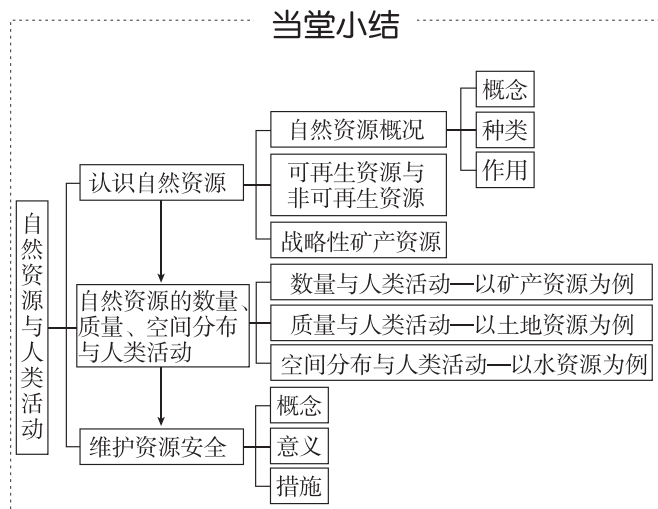 当堂小结
自然资源与人类活动
认识自然资源
自然资源概况
概念
种类
作用
可再生资源与
非可再生资源
战略性矿产资源
自然资源的数量、
质量、空间分布
与人类活动
数量与人类活动—以矿产资源为例
质量与人类活动—以土地资源为例
空间分布与人类活动—以水资源为例
维护资源安全
概念
意义
措施